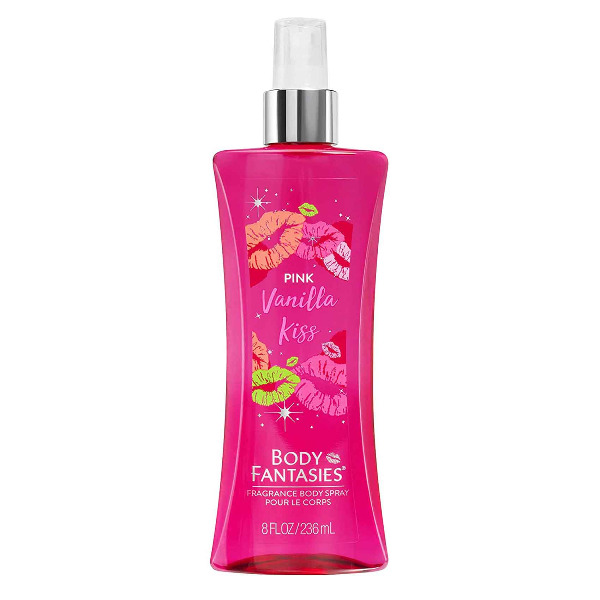 PINK
Vanilla
Kiss
BODY
FANTASIES®
FRAGRANCE BODY SPRAY
POUR LE CORPS
8 FL OZ/236 mL